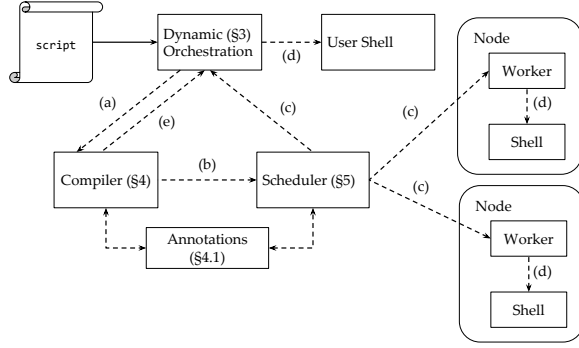 script
Dynamic (§3)
Orchestration
(d)
User Shell
(a)
(e)
(c)
Compiler (§4)
(b)
Scheduler (§5)
Annotations
(§4.1)
(c)
(c)
Node
Worker
(d)
Shell
Node
Worker
(d)
Shell